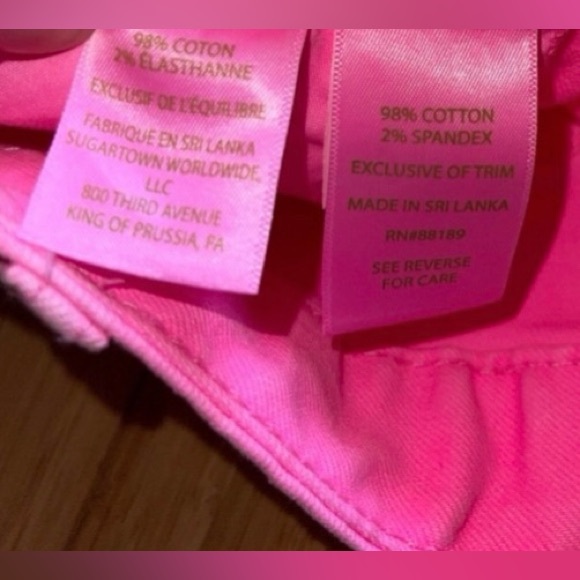 98% COTON
2% ÉLASTHANNE
EXCLUSIF DE L'ÉQUILIBRE
FABRIQUÉ EN SRI LANKA
SUGARTOWN WORLDWIDE,
LLC
800 THIRD AVENUE
KING OF PRUSSIA, PA
98% COTTON
2% SPANDEX
EXCLUSIVE OF TRIM
MADE IN SRI LANKA
RN#88189
SEE REVERSE
FOR CARE